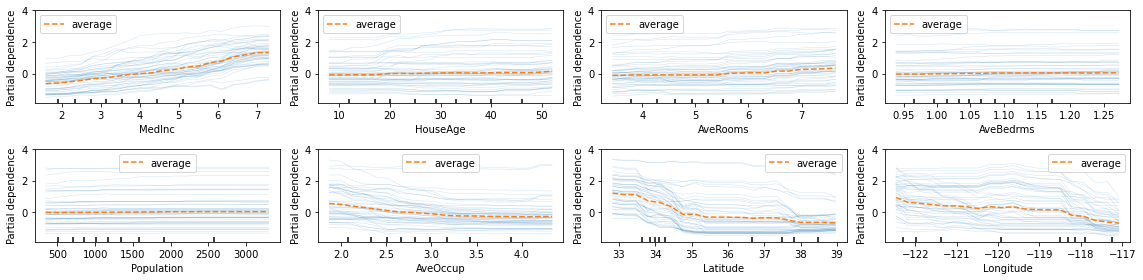 Partial dependence
4
2
0
average
2 3 4 5 6 7
MedInc
Partial dependence
4
2
0
average
10 20 30 40 50
HouseAge
Partial dependence
4
2
0
average
4 5 6 7
AveRooms
Partial dependence
4
2
0
average
0.95 1.00 1.05 1.10 1.15 1.20 1.25
AveBedrms
Partial dependence
4
2
0
average
500 1000 1500 2000 2500 3000
Population
Partial dependence
4
2
0
average
2.0 2.5 3.0 3.5 4.0
AveOccup
Partial dependence
4
2
0
average
33 34 35 36 37 38 39
Latitude
Partial dependence
4
2
0
average
−122 −121 −120 −119 −118 −117
Longitude